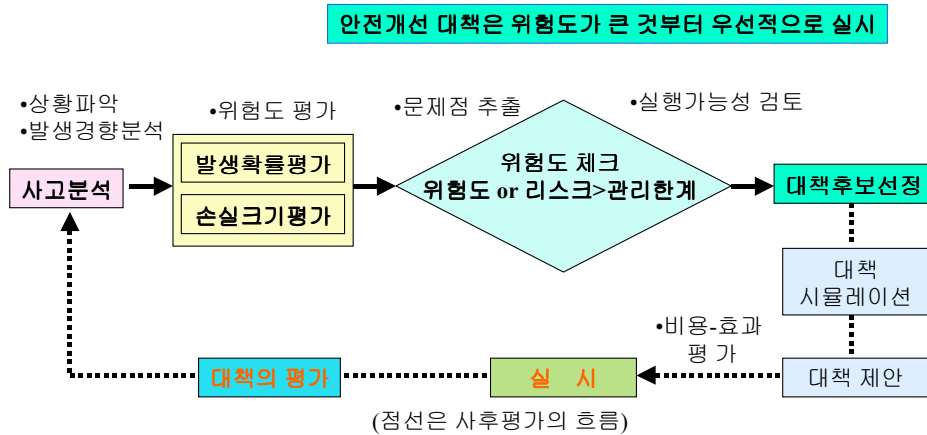 안전개선 대책은 위험도가 큰 것부터 우선적으로 실시
•상황파악
•발생경향분석
•위험도 평가
•문제점 추출
•실행가능성 검토
사고분석
발생확률평가
손실크기평가
위험도 체크
위험도 or 리스크>관리한계
대책후보선정
대책
시뮬레이션
•비용-효과
평 가
대책 제안
실 시
대책의 평가
(점선은 사후평가의 흐름)